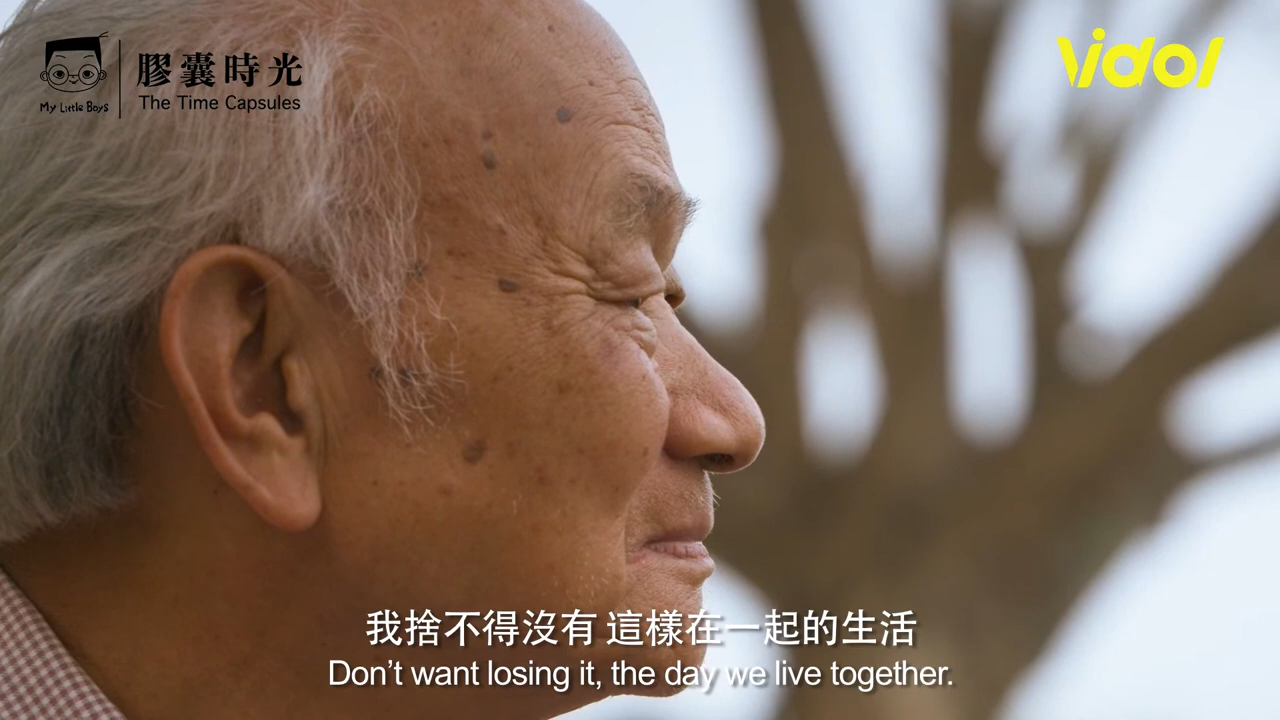 My Little Boys
膠囊時光
The Time Capsules
Vidol
我捨不得沒有 這樣在一起的生活
Don't want losing it, the day we live together.